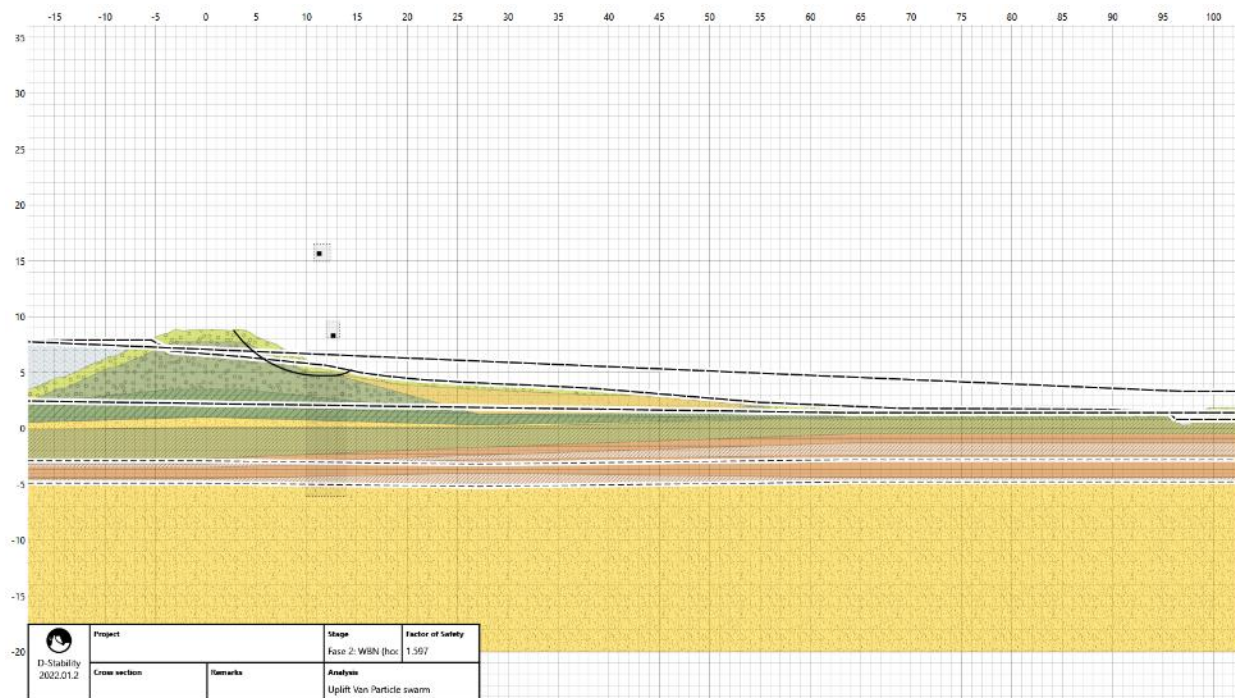 -15 -10 -5 0 5 10 15 20 25 30 35 40 45 50 55 60 65 70 75 80 85 90 95 100
35
30
25
20
15
10
5
0
-5
-10
-15
-20
D-Stability
2022.01.2
Project
Stage
Factor of Safety
Fase 2: WBN (hoc
1.597
Cross section
Remarks
Analysis
Uplift Van Particle swarm